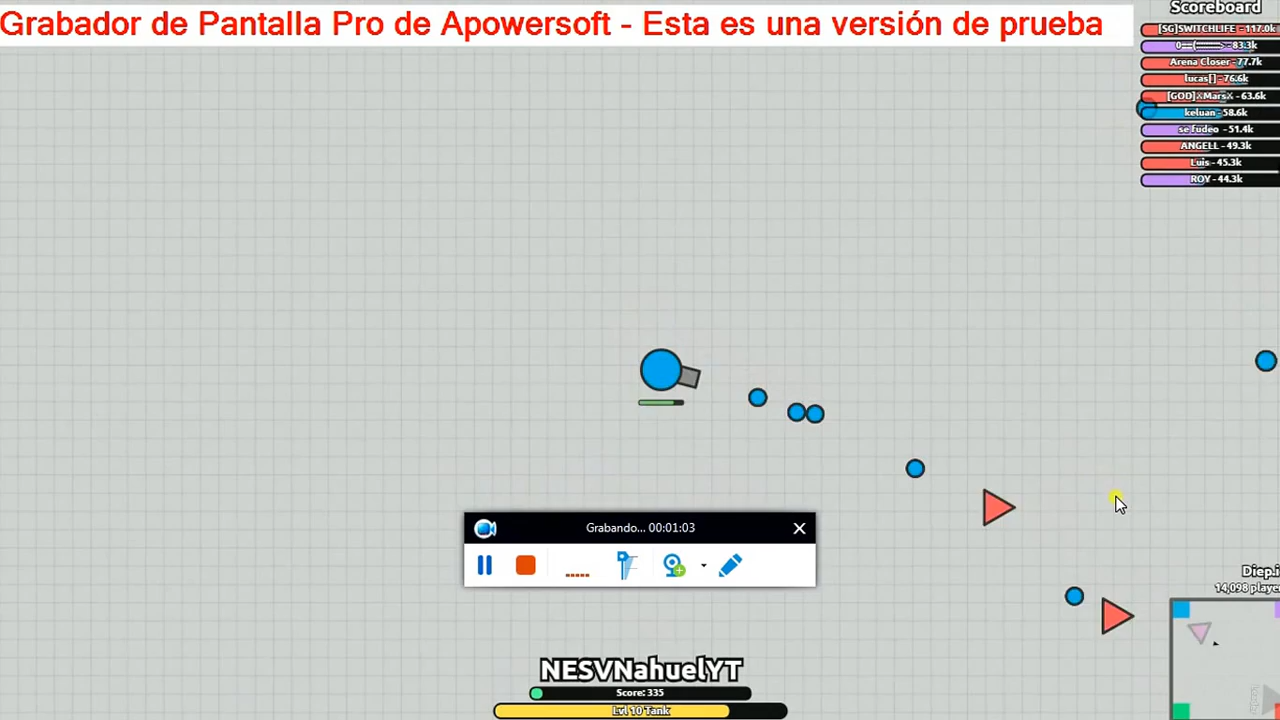 Grabador de Pantalla Pro de Apowersoft - Esta es una versión de prueba
Scoreboard
[SG]SWITCHLIFE - 117.0k
Arena Closer - 77.7k
lucas[] - 76.6k
[GOD]XMarsX - 63.6k
keluan - 58.6k
se fudeo - 51.4k
ANGELL - 49.3k
Luis - 45.3k
ROY - 44.3k
Grabando... 00:01:03
Diep.i
14,098 playe
NESVNahuelYT
Score: 335
Lvl 10 Tank